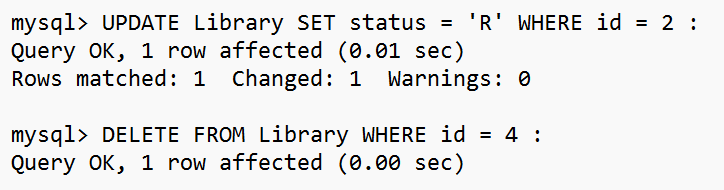 mysql> UPDATE Library SET status = 'R' WHERE id = 2 :
Query OK, 1 row affected (0.01 sec)
Rows matched: 1  Changed: 1  Warnings: 0
mysql> DELETE FROM Library WHERE id = 4 :
Query OK, 1 row affected (0.00 sec)